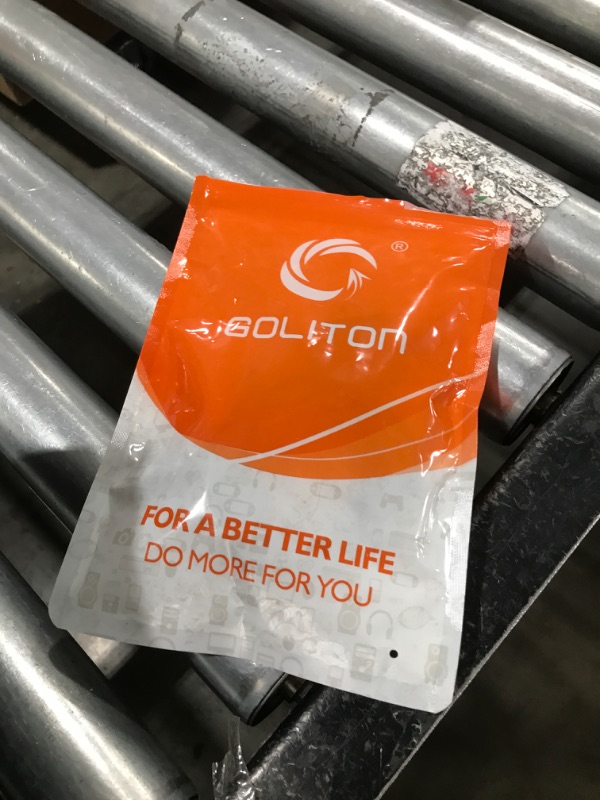 ®
GOLITON
FOR A BETTER LIFE
DO MORE FOR YOU